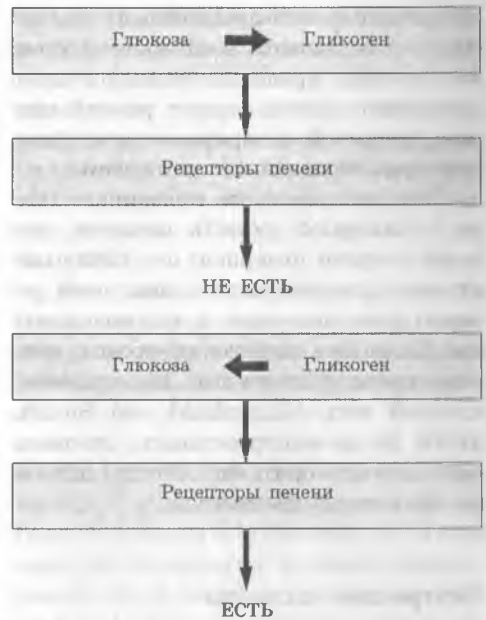 Глюкоза Гликоген
Рецепторы печени
НЕ ЕСТЬ
Глюкоза Гликоген
Рецепторы печени
ЕСТЬ